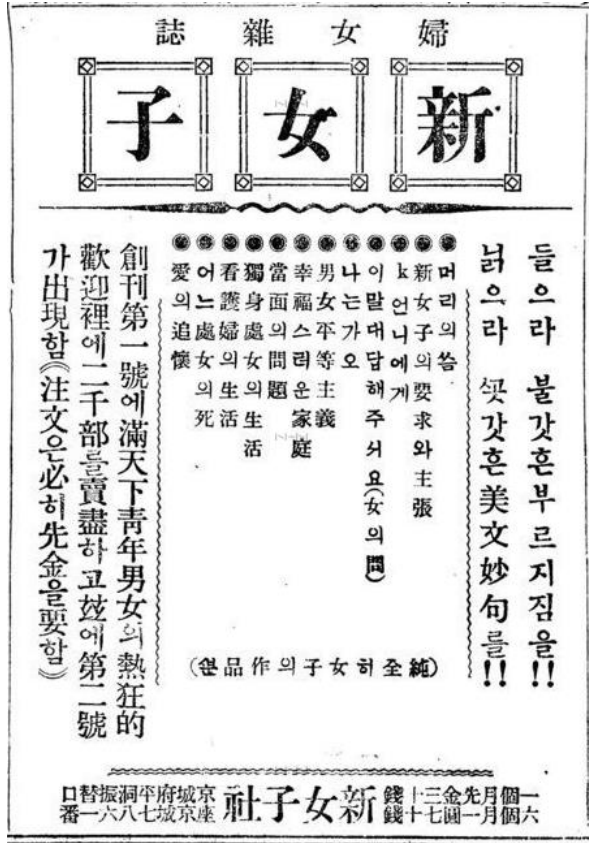 婦女雜誌
新女子
들으라 불갓흔부르지짐을!!
닑으라 ᄭᅩᆺ갓흔美文妙句를!!
머리의씀
新女子의要求와主張
k언니에게
이말대답해주셔요(女의問)
나는가오
男女平等主義
幸福스러운家庭
當面의問題
獨身處女의生活
看護婦의生活
어느處女의死
愛의追懷
(純全히女子의作品ᄲᅮᆫ)
創刊第一號에滿天下靑年男女의熱狂的
歡迎裡에二千部를賣盡하고玆에第二號
가出現함(注文은必히先金을要함)
一個月先金三十錢
六個月一圓七十錢
新女子社
京城府平洞振替口
座京城七八六一番